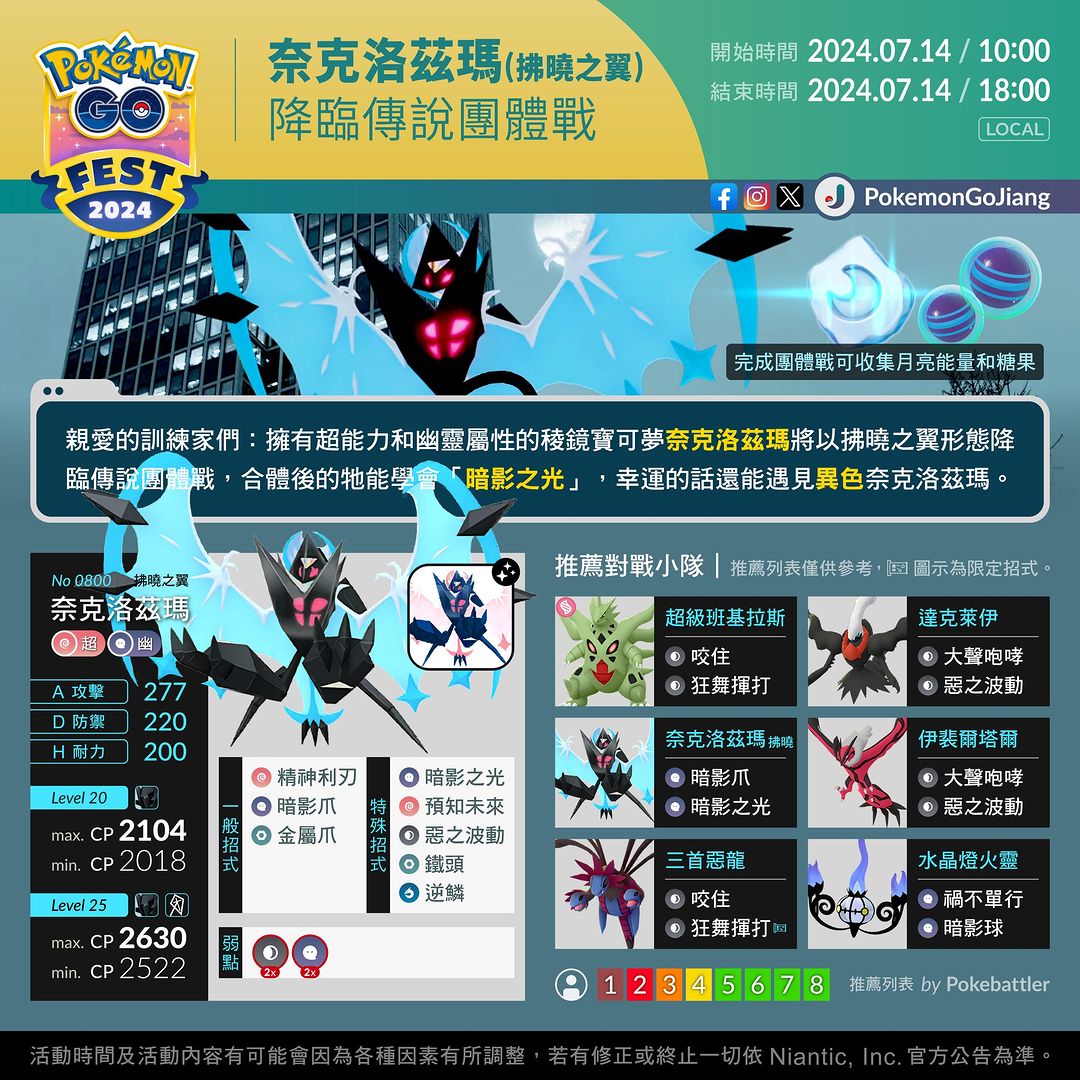 POKÉMON
GO
FEST
2024
奈克洛茲瑪(拂曉之翼)
降臨傳說團體戰
開始時間 2024.07.14 / 10:00
結束時間 2024.07.14 / 18:00
LOCAL
PokemonGoJiang
完成團體戰可收集月亮能量和糖果
親愛的訓練家們：擁有超能力和幽靈屬性的稜鏡寶可夢奈克洛茲瑪將以拂曉之翼形態降
臨傳說團體戰，合體後的牠能學會「暗影之光」，幸運的話還能遇見異色奈克洛茲瑪。
No 0800 拂曉之翼
奈克洛茲瑪
超 幽
A 攻擊 277
D 防禦 220
H 耐力 200
Level 20
max. CP 2104
min. CP 2018
Level 25
max. CP 2630
min. CP 2522
一般招式
精神利刃
暗影爪
金屬爪
特殊招式
暗影之光
預知未來
惡之波動
鐵頭
逆鱗
弱點
2x 2x
推薦對戰小隊 | 推薦列表僅供參考，圖示為限定招式。
超級班基拉斯
咬住
狂舞揮打
達克萊伊
大聲咆哮
惡之波動
奈克洛茲瑪 拂曉
暗影爪
暗影之光
伊裴爾塔爾
大聲咆哮
惡之波動
三首惡龍
咬住
狂舞揮打
水晶燈火靈
禍不單行
暗影球
1 2 3 4 5 6 7 8
推薦列表 by Pokebattler
活動時間及活動內容有可能會因為各種因素有所調整，若有修正或終止一切依 Niantic, Inc. 官方公告為準。